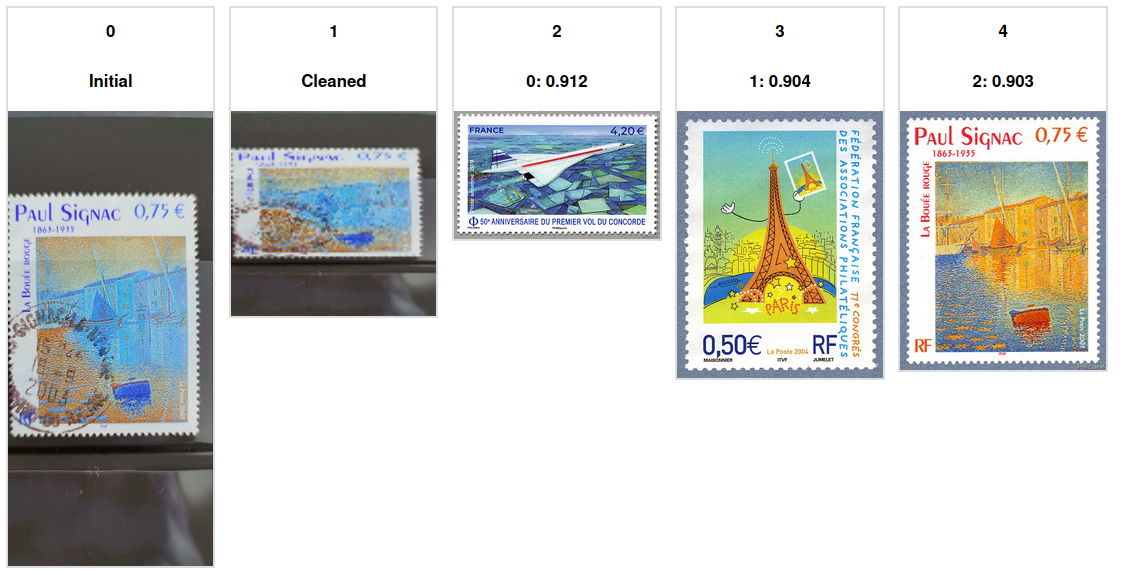 0
Initial
PAUL SIGNAC 0,75 €
1863-1935
LA BOUÉE ROUGE
2003
1
Cleaned
PAUL SIGNAC 0,75 €
2
0: 0.912
FRANCE
4,20 €
50e ANNIVERSAIRE DU PREMIER VOL DU CONCORDE
3
1: 0.904
FÉDÉRATION FRANÇAISE 77e CONGRÈS
DES ASSOCIATIONS PHILATÉLIQUES
PARIS
0,50€
La Poste 2004
RF
MAISONNIER
ITVF
JUMELET
4
2: 0.903
PAUL SIGNAC 0,75 €
1863-1935
LA BOUÉE ROUGE
RF